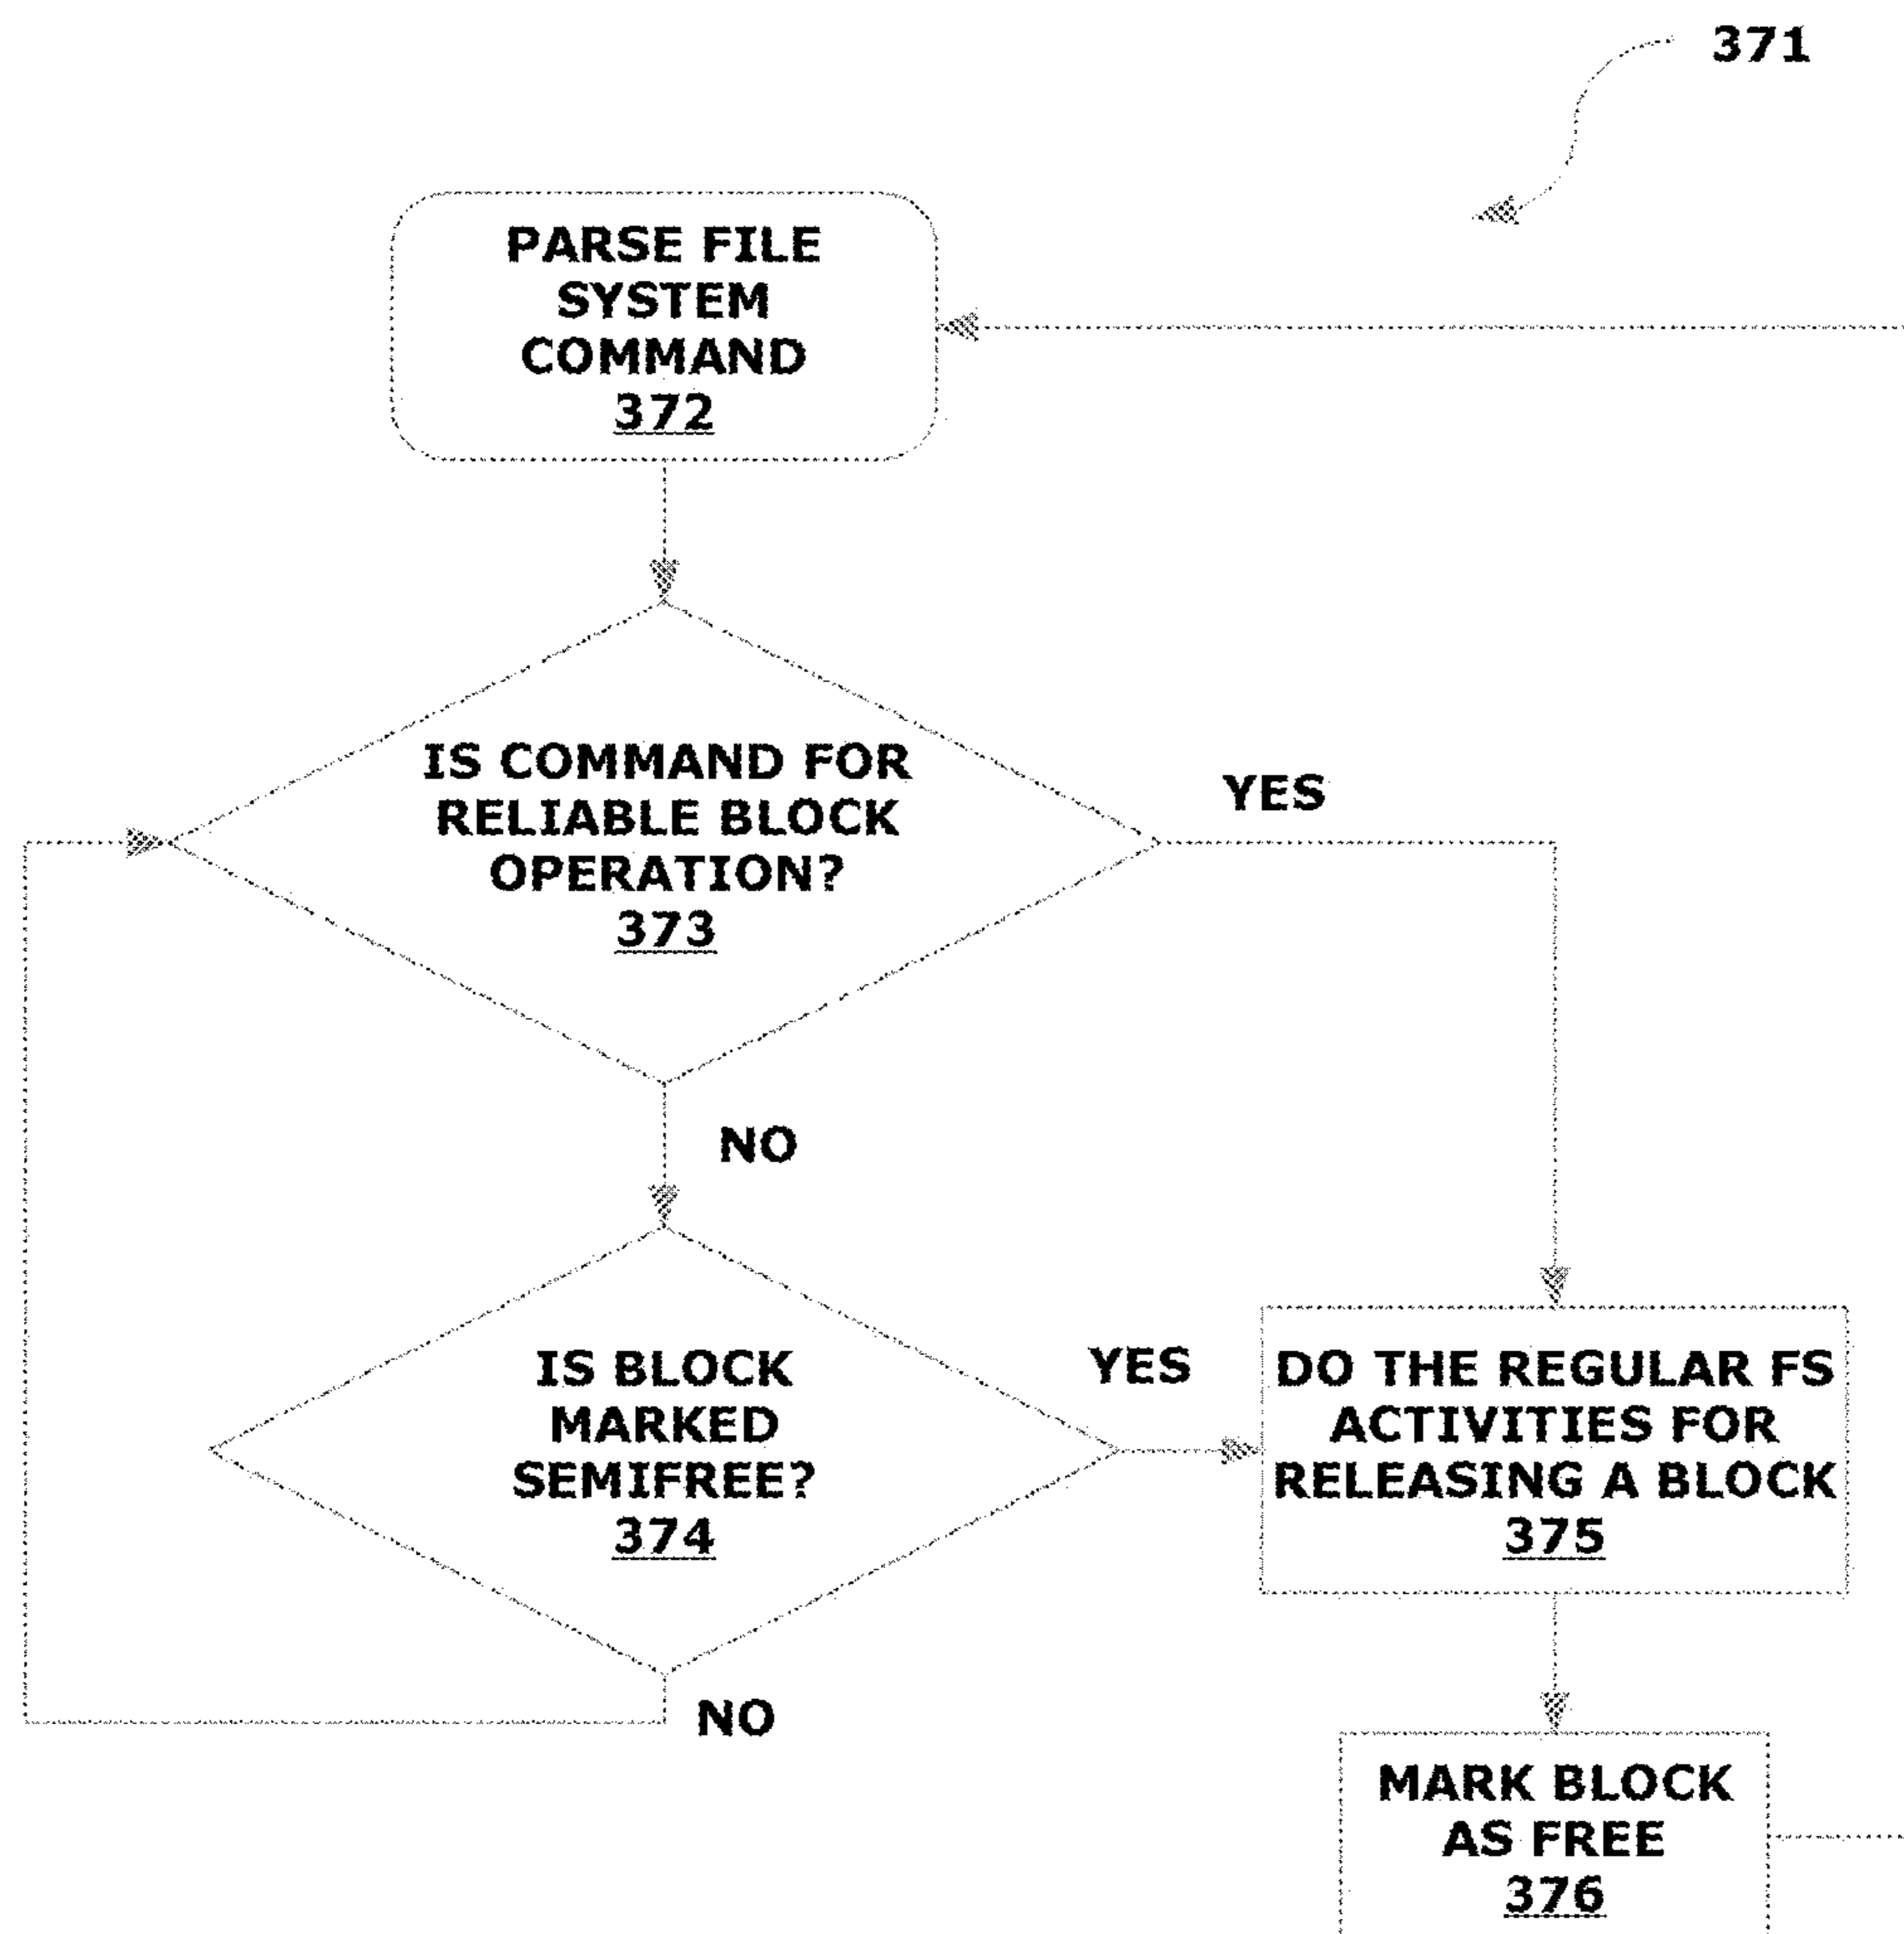 371
PARSE FILE
SYSTEM
COMMAND
372
IS COMMAND FOR
RELIABLE BLOCK
OPERATION?
373
YES
NO
IS BLOCK
MARKED
SEMIFREE?
374
YES
DO THE REGULAR FS
ACTIVITIES FOR
RELEASING A BLOCK
375
NO
MARK BLOCK
AS FREE
376